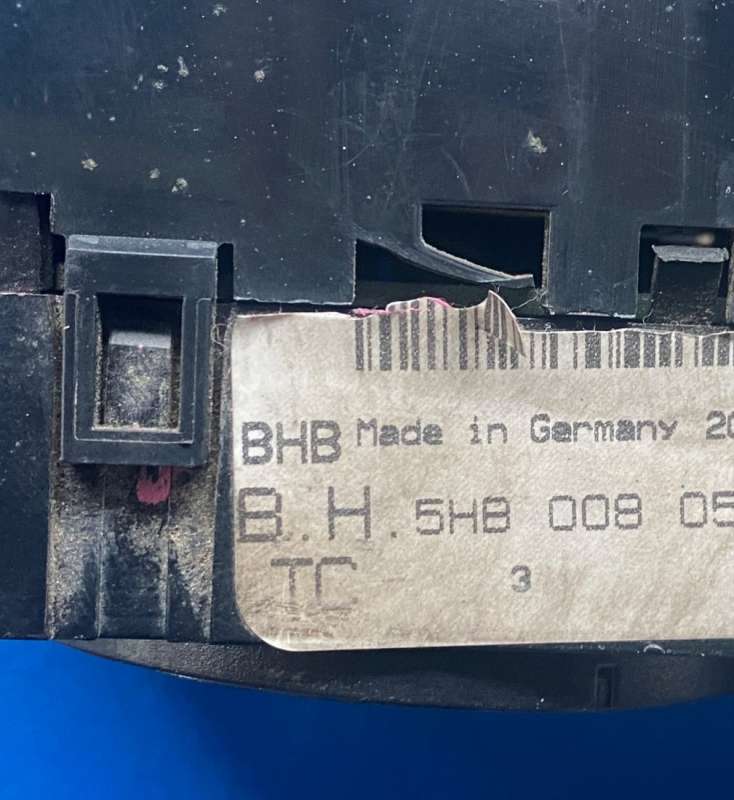 BHB Made in Germany 20
B.H.5HB 008 05
TC 3